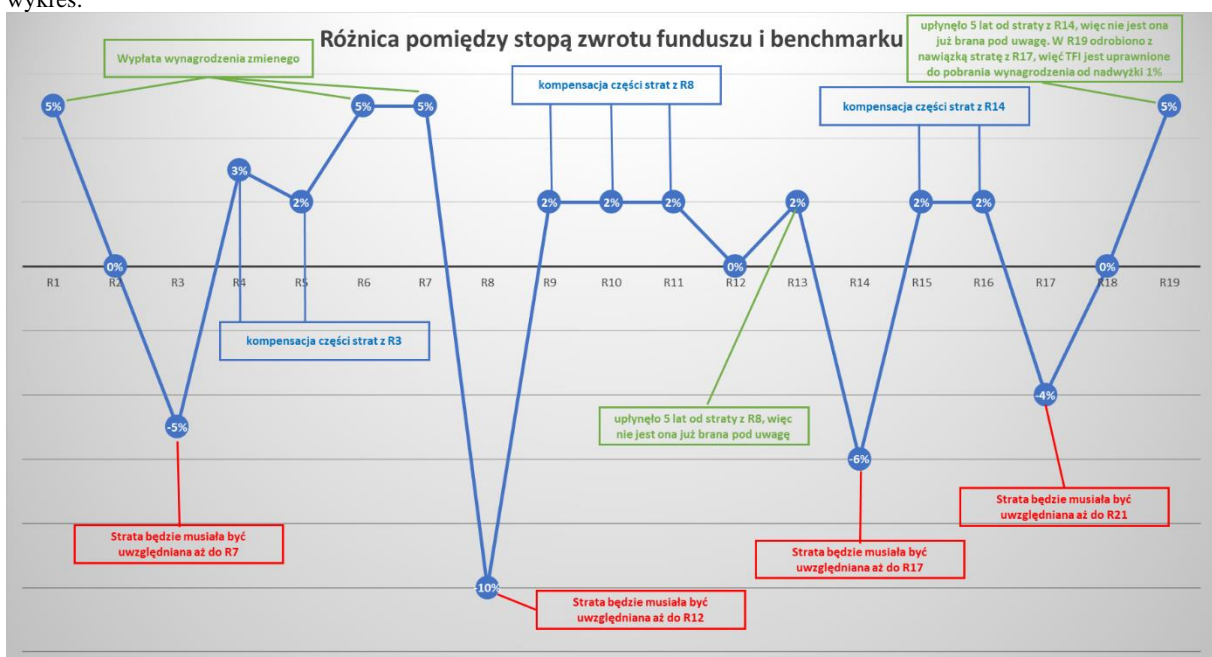 wykres:
Różnica pomiędzy stopą zwrotu funduszu i benchmarku
upłynęło 5 lat od straty z R14, więc nie jest ona
już brana pod uwagę. W R19 odrobiono z
nawiązką stratę z R17, więć TFI jest uprawnione
do pobrania wynagrodzenia od nadwyżki 1%
Wypłata wynagrodzenia zmienego
kompensacja części strat z R8
kompensacja części strat z R14
5%
0%
-5%
3%
2%
5%
5%
-10%
2%
2%
2%
0%
2%
-6%
2%
2%
-4%
0%
5%
R1
R2
R3
R4
R5
R6
R7
R8
R9
R10
R11
R12
R13
R14
R15
R16
R17
R18
R19
kompensacja części strat z R3
upłynęło 5 lat od straty z R8, więc
nie jest ona już brana pod uwagę
Strata będzie musiała być
uwzględniana aż do R7
Strata będzie musiała być
uwzględniana aż do R12
Strata będzie musiała być
uwzględniana aż do R17
Strata będzie musiała być
uwzględniana aż do R21